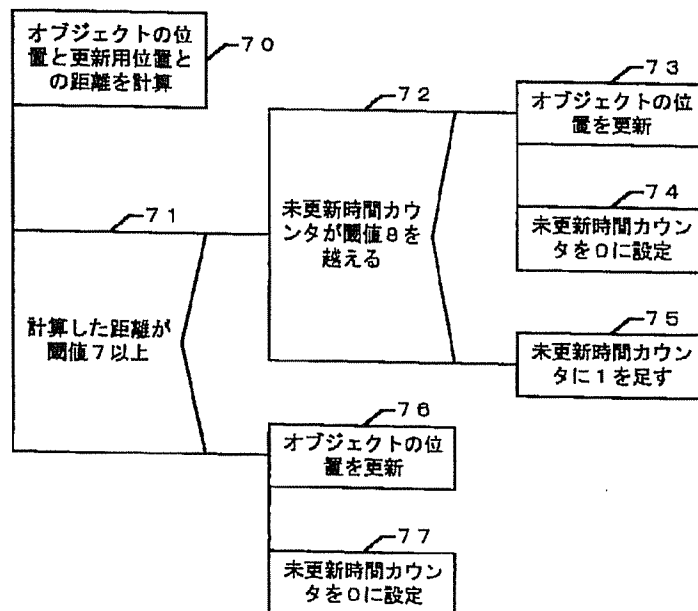 オブジェクトの位
置と更新用位置と
の距離を計算
70
71
計算した距離が
閾値7以上
72
未更新時間カウ
ンタが閾値8を
越える
73
オブジェクトの位
置を更新
74
未更新時間カウン
タを0に設定
75
未更新時間カウン
タに1を足す
76
オブジェクトの位
置を更新
77
未更新時間カウン
タを0に設定